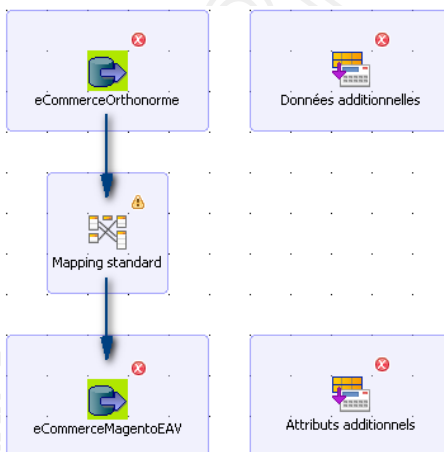 eCommerceOrthonorme
Données additionnelles
Mapping standard
eCommerceMagentoEAV
Attributs additionnels